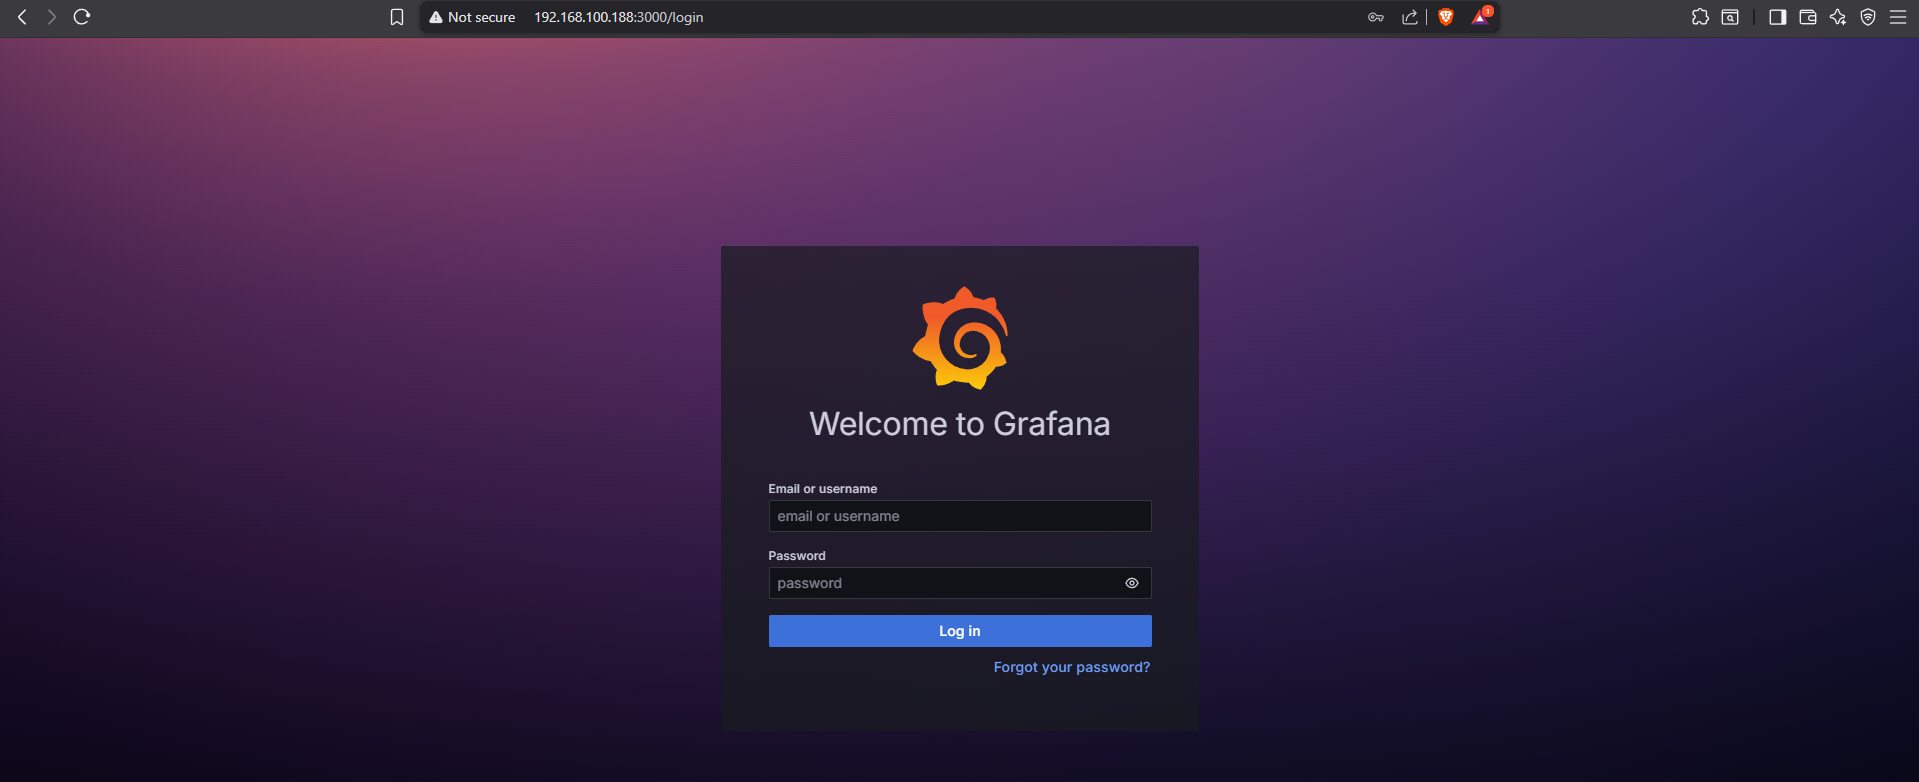 Not secure 192.168.100.188:3000/login
1
Welcome to Grafana
Email or username
email or username
Password
password
Log in
Forgot your password?